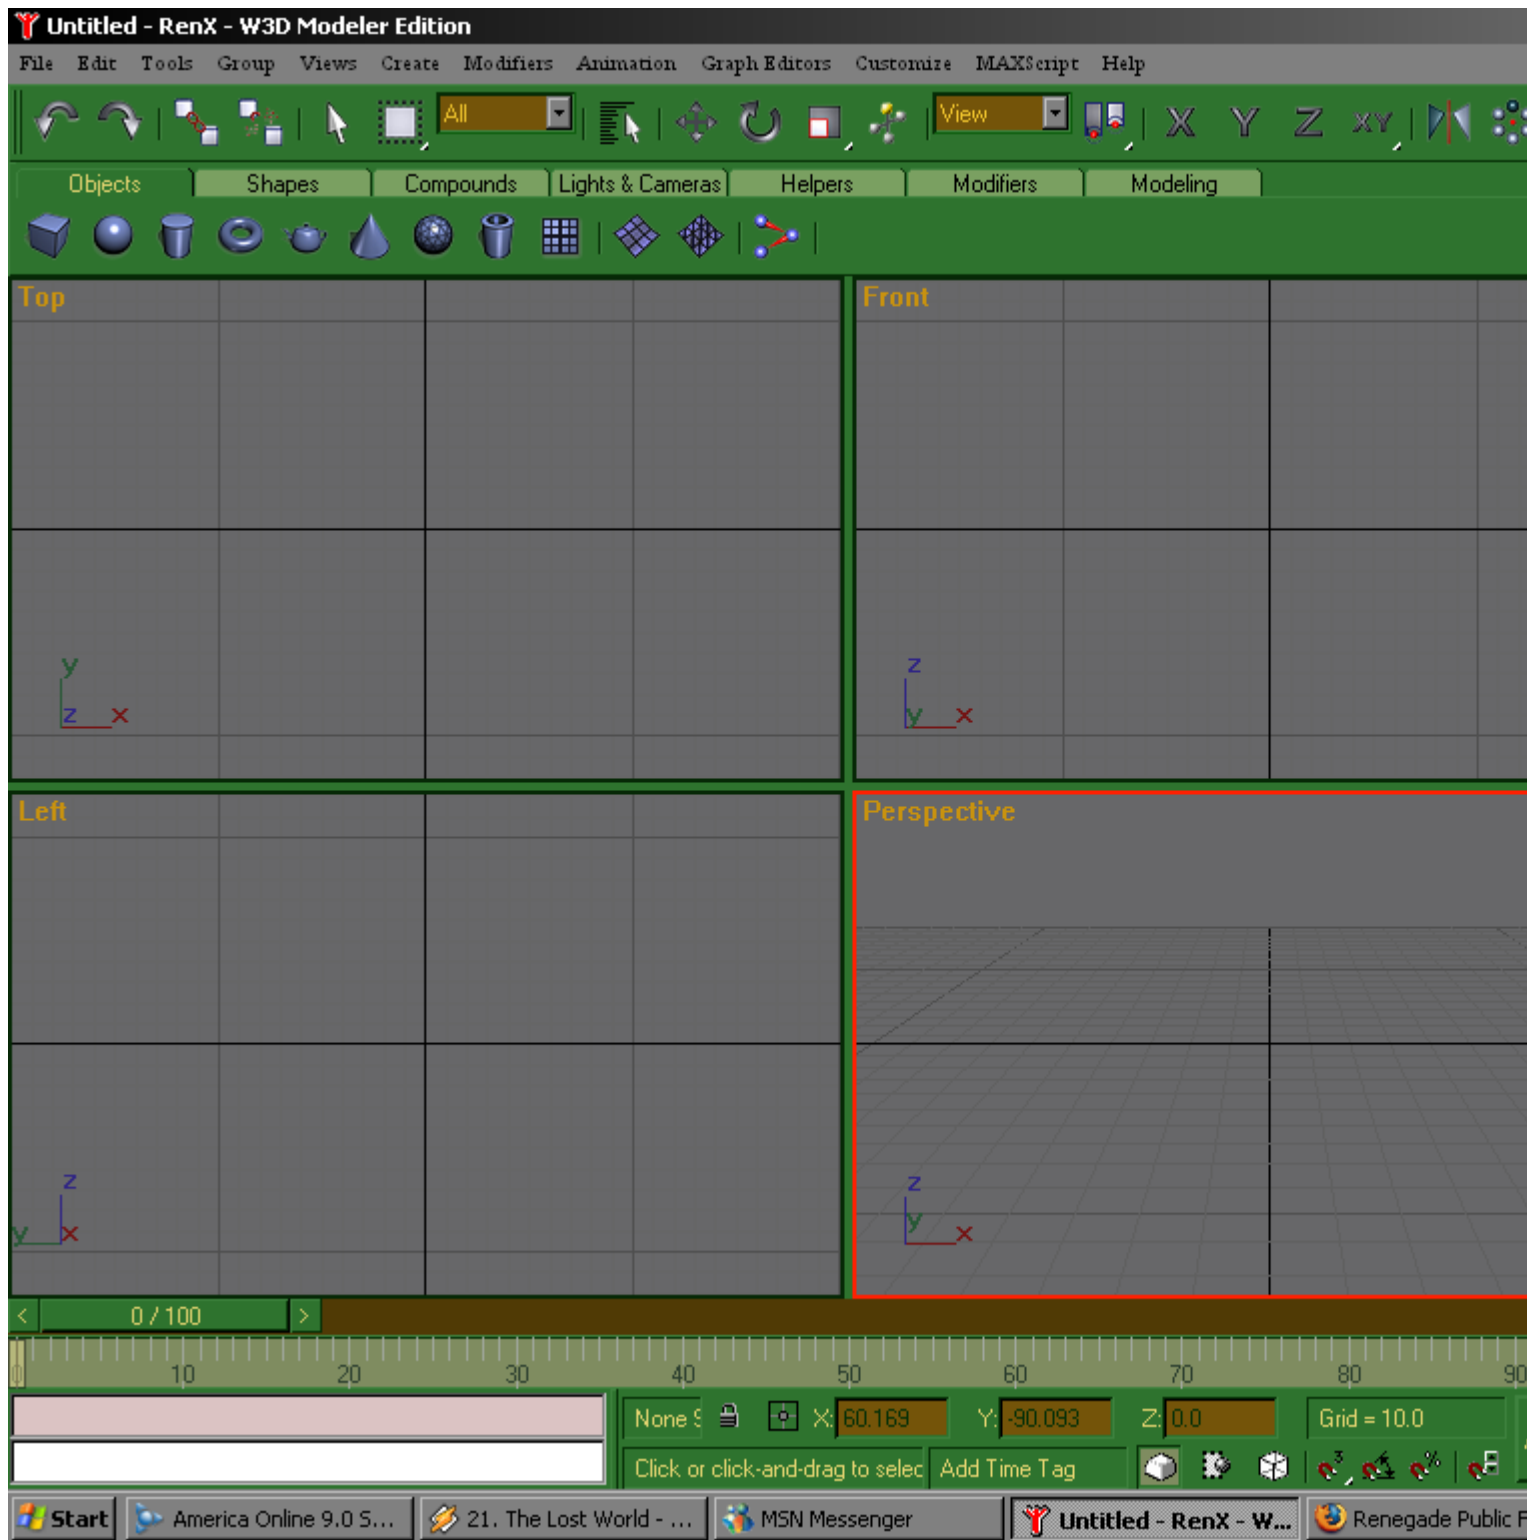 Untitled - RenX - W3D Modeler Edition
File Edit Tools Group Views Create Modifiers Animation Graph Editors Customize MAXScript Help
All View X Y Z XY
Objects Shapes Compounds Lights & Cameras Helpers Modifiers Modeling
Top Front
y z
z x y x
Left Perspective
z z
y x y x
< 0 / 100 >
0 10 20 30 40 50 60 70 80 90
None S X: 60.169 Y: -90.093 Z: 0.0 Grid = 10.0
Click or click-and-drag to selec Add Time Tag 3 %
Start America Online 9.0 S... 21. The Lost World - ... MSN Messenger Untitled - RenX - W... Renegade Public F